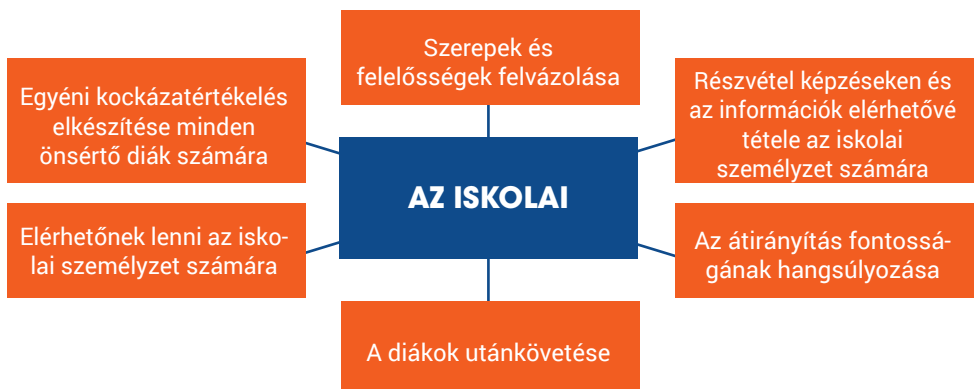 Szerepek és
felelősségek felvázolása
Egyéni kockázatértékelés
elkészítése minden
önsértő diák számára
Részvétel képzéseken és
az információk elérhetővé
tétele az iskolai
személyzet számára
AZ ISKOLAI
Elérhetőnek lenni az isko-
lai személyzet számára
Az átirányítás fontossá-
gának hangsúlyozása
A diákok utánkövetése